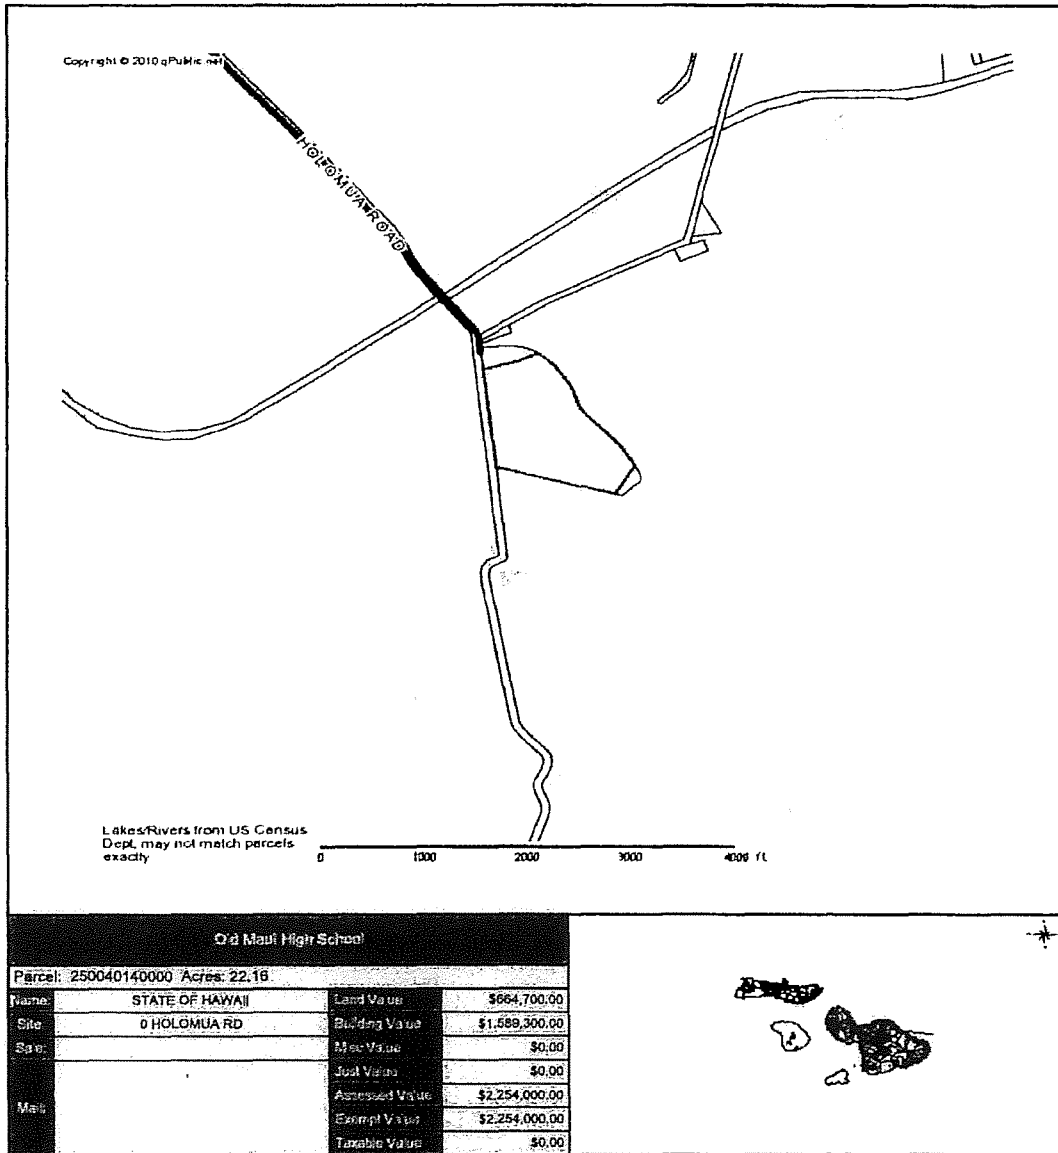 Copyright © 2010 qPublic.net
HOLOMUA ROAD
Lakes/Rivers from US Census
Dept, may not match parcels
exactly
0 1000 2000 3000 4000 ft
Old Maui High School
Parcel: 250040140000 Acres: 22.16
Name: STATE OF HAWAII Land Value $664,700.00
Site 0 HOLOMUA RD Building Value $1,589,300.00
Sale: Misc Value $0.00
Just Value $0.00
Mail: Assessed Value $2,254,000.00
Exempt Value $2,254,000.00
Taxable Value $0.00